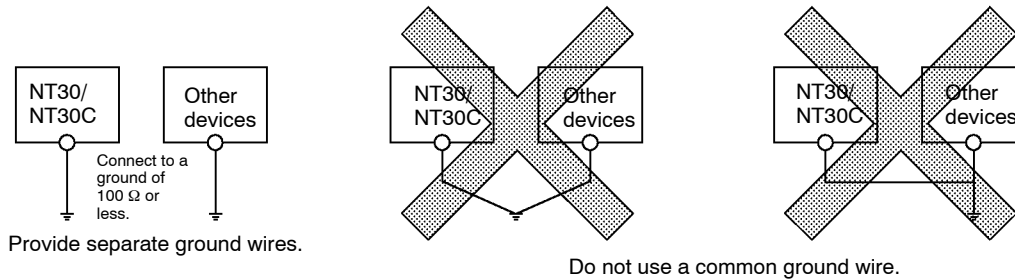 NT30/
NT30C
Other
devices
Connect to a
ground of
100 Ω or
less.
Provide separate ground wires.
NT30/
NT30C
Other
devices
NT30/
NT30C
Other
devices
Do not use a common ground wire.